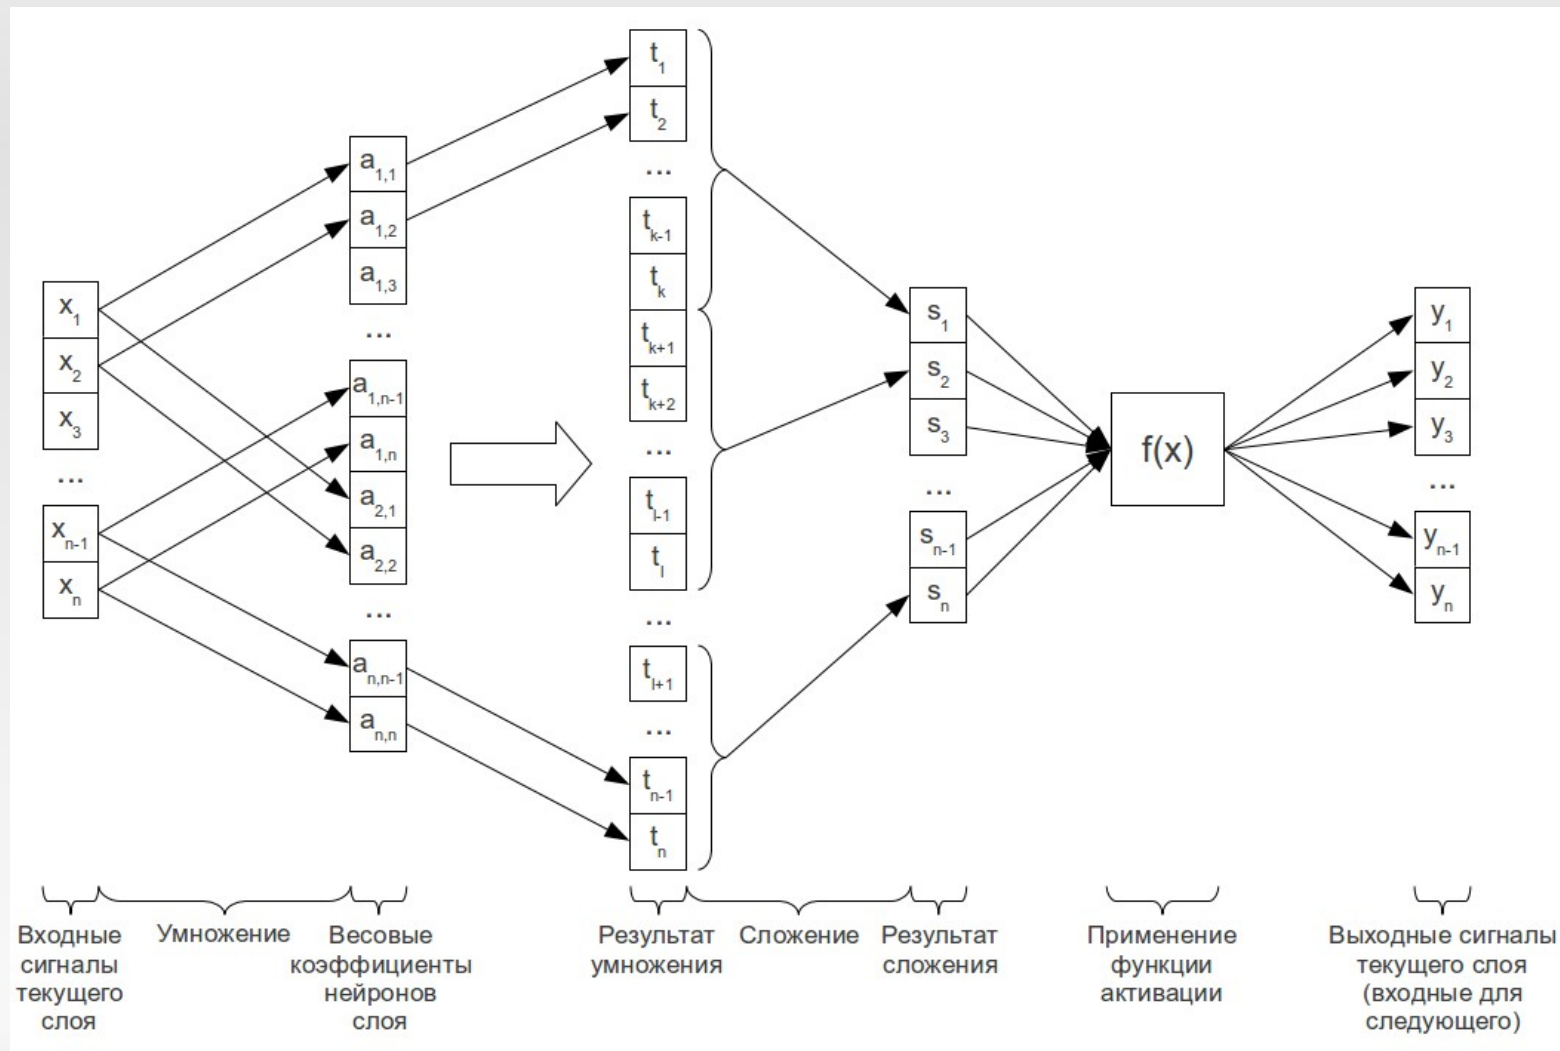 x1
x2
x3
...
xn-1
xn
a1,1
a1,2
a1,3
...
a1,n-1
a1,n
a2,1
a2,2
...
an,n-1
an,n
t1
t2
...
tk-1
tk
tk+1
tk+2
...
tl-1
tl
...
tl+1
...
tn-1
tn
s1
s2
s3
...
sn-1
sn
f(x)
y1
y2
y3
...
yn-1
yn
Входные
сигналы
текущего
слоя
Умножение
Весовые
коэффициенты
нейронов
слоя
Результат
умножения
Сложение
Результат
сложения
Применение
функции
активации
Выходные сигналы
текущего слоя
(входные для
следующего)